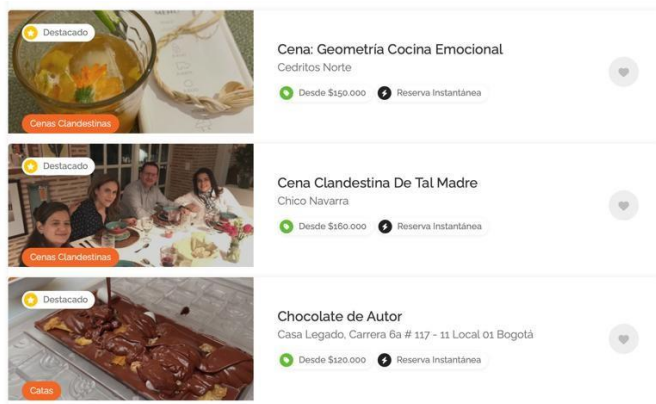 Destacado
Cenas Clandestinas
Cena: Geometría Cocina Emocional
Cedritos Norte
Desde $150.000
Reserva Instantánea
Destacado
Cenas Clandestinas
Cena Clandestina De Tal Madre
Chico Navarra
Desde $160.000
Reserva Instantánea
Destacado
Catas
Chocolate de Autor
Casa Legado, Carrera 6a # 117 - 11 Local 01 Bogotá
Desde $120.000
Reserva Instantánea